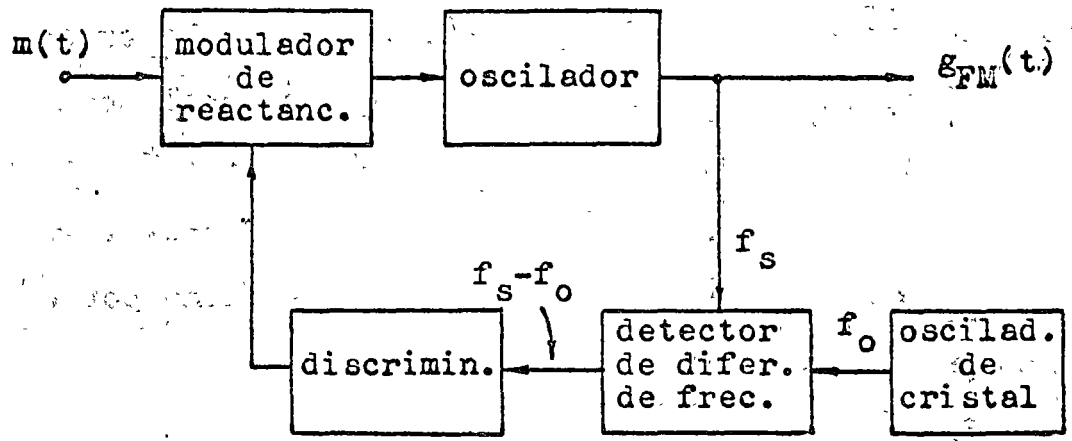 m(t)
modulador
de
reactanc.
oscilador
g_FM(t)
f_s
f_s-f_o
discrimin.
detector
de difer.
de frec.
f_o
oscilad.
de
cristal